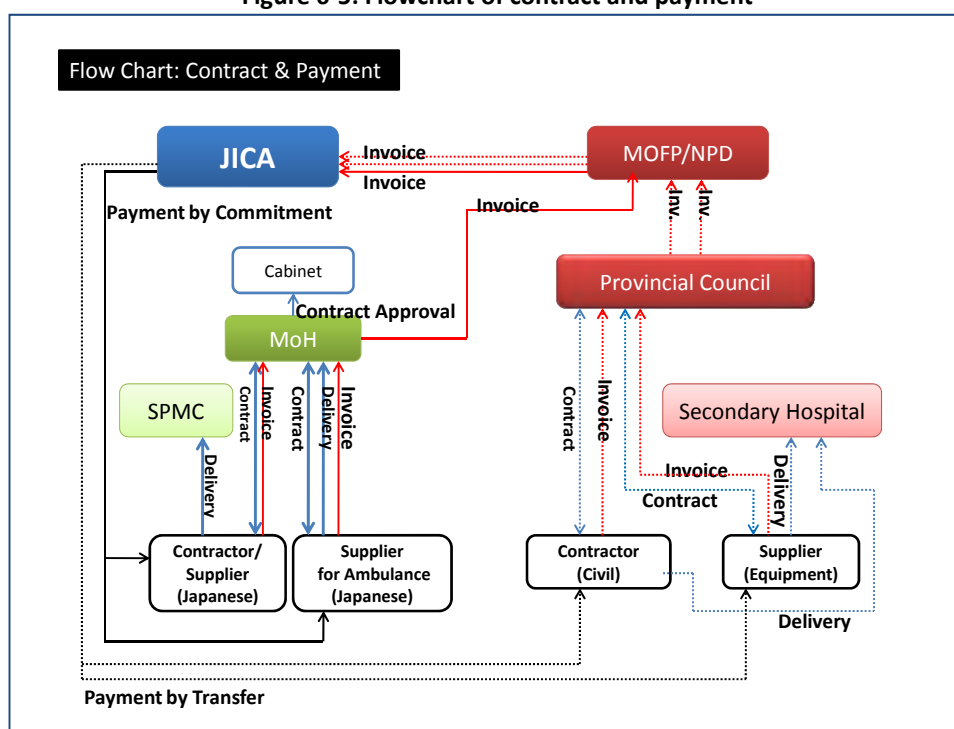 Figure Flowchart of contract and payment
Flow Chart: Contract & Payment
JICA
Invoice
Invoice
MOFP/NPD
Payment by Commitment
Invoice
Inv.
Inv.
Cabinet
Contract Approval
MoH
Provincial Council
SPMC
Contract
Invoice
Contract
Delivery
Invoice
Contract
Invoice
Secondary Hospital
Delivery
Invoice
Contract
Delivery
Contractor/
Supplier
(Japanese)
Supplier
for Ambulance
(Japanese)
Contractor
(Civil)
Supplier
(Equipment)
Delivery
Payment by Transfer